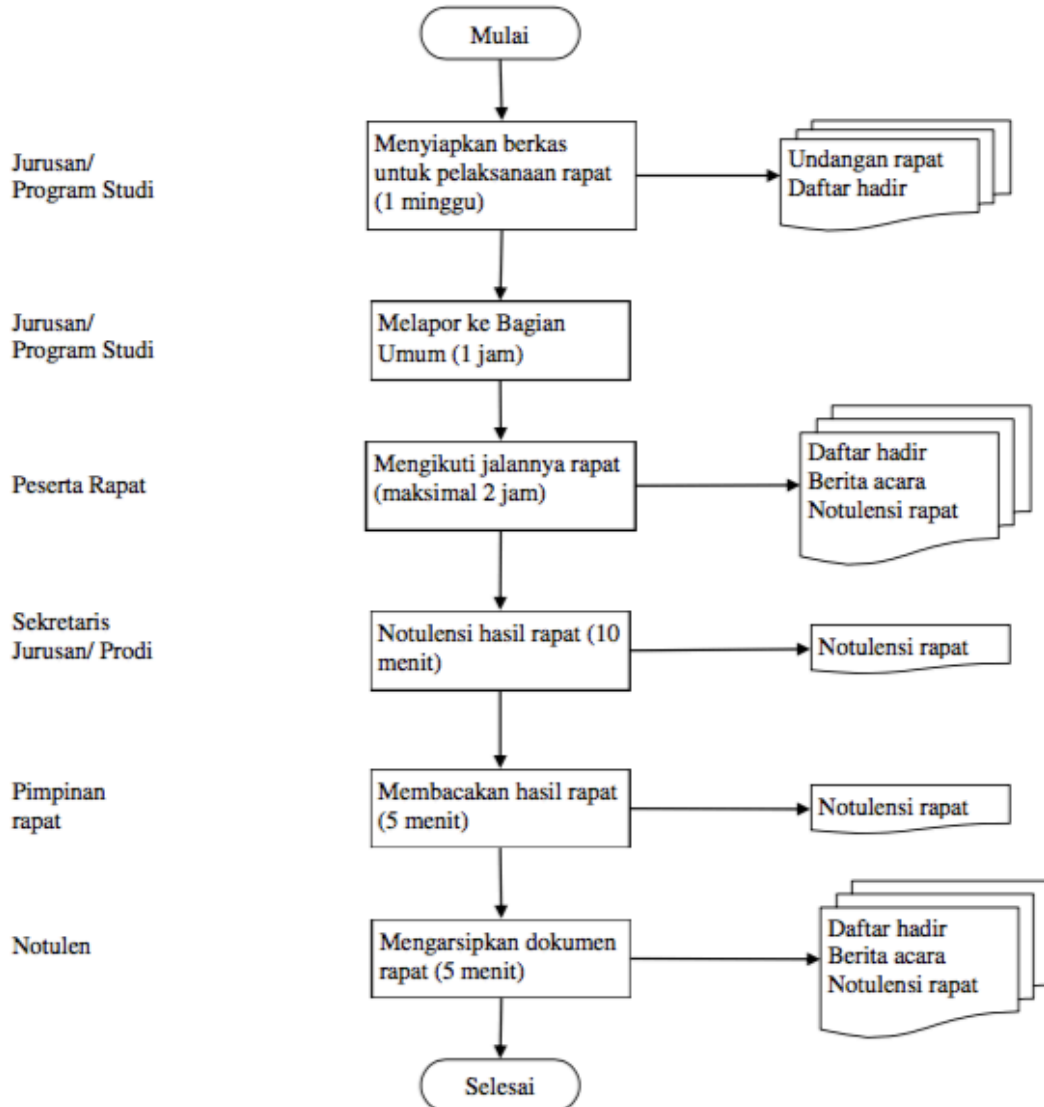 Mulai
Jurusan/
Program Studi
Menyiapkan berkas
untuk pelaksanaan rapat
(1 minggu)
Undangan rapat
Daftar hadir
Jurusan/
Program Studi
Melapor ke Bagian
Umum (1 jam)
Peserta Rapat
Mengikuti jalannya rapat
(maksimal 2 jam)
Daftar hadir
Berita acara
Notulensi rapat
Sekretaris
Jurusan/ Prodi
Notulensi hasil rapat (10
menit)
Notulensi rapat
Pimpinan
rapat
Membacakan hasil rapat
(5 menit)
Notulensi rapat
Notulen
Mengarsipkan dokumen
rapat (5 menit)
Daftar hadir
Berita acara
Notulensi rapat
Selesai